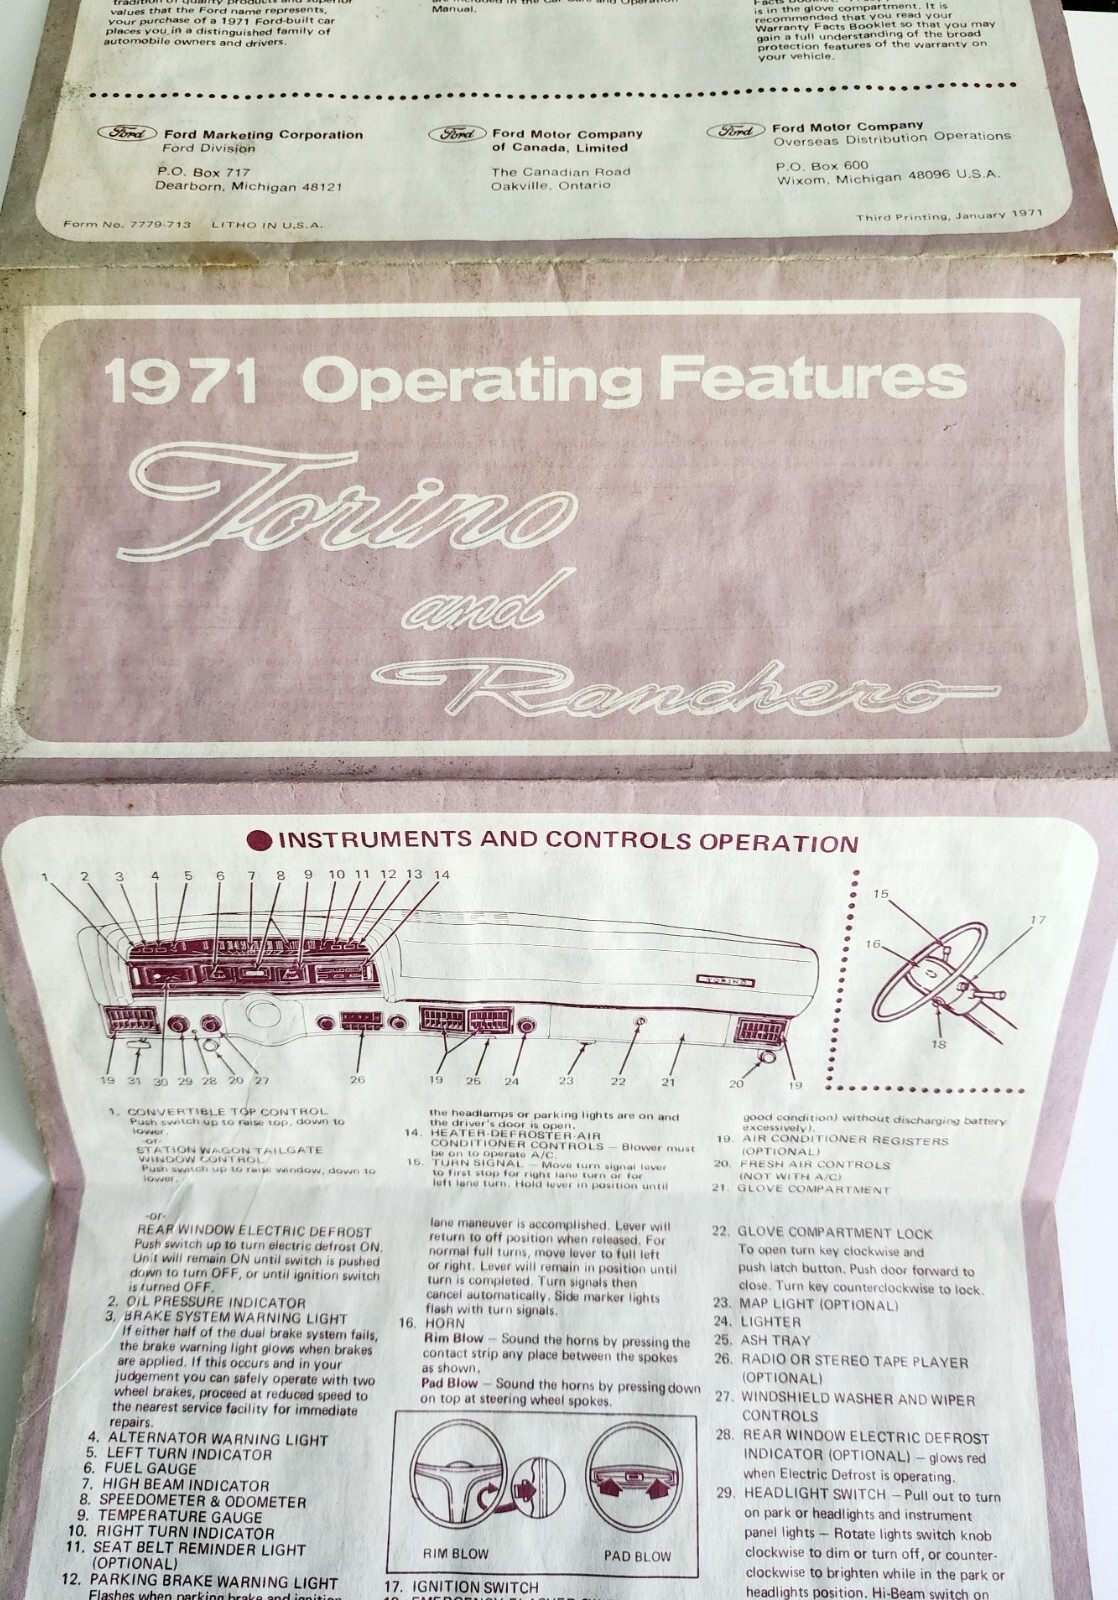 tradition of quality products and superior
values that the Ford name represents,
your purchase of a 1971 Ford-built car
places you in a distinguished family of
automobile owners and drivers.
are included in the Car Care and Operation
Manual.
Facts Booklet
is in the glove compartment. It is
recommended that you read your
Warranty Facts Booklet so that you may
gain a full understanding of the broad
protection features of the warranty on
your vehicle.
Ford Ford Marketing Corporation
Ford Division
P.O. Box 717
Dearborn, Michigan 48121
Ford Ford Motor Company
of Canada, Limited
The Canadian Road
Oakville, Ontario
Ford Ford Motor Company
Overseas Distribution Operations
P.O. Box 600
Wixom, Michigan 48096 U.S.A.
Form No. 7779-713 LITHO IN U.S.A.
Third Printing, January 1971
1971 Operating Features
Torino
and
Ranchero
● INSTRUMENTS AND CONTROLS OPERATION
1 2 3 4 5 6 7 8 9 10 11 12 13 14
TORINO
19 31 30 29 28 20 27 26 19 25 24 23 22 21 20 19
15
17
16
18
1. CONVERTIBLE TOP CONTROL
Push switch up to raise top, down to
lower.
-or-
STATION WAGON TAILGATE
WINDOW CONTROL
Push switch up to raise window, down to
lower.
-or-
REAR WINDOW ELECTRIC DEFROST
Push switch up to turn electric defrost ON.
Unit will remain ON until switch is pushed
down to turn OFF, or until ignition switch
is turned OFF.
2. OIL PRESSURE INDICATOR
3. BRAKE SYSTEM WARNING LIGHT
If either half of the dual brake system fails,
the brake warning light glows when brakes
are applied. If this occurs and in your
judgement you can safely operate with two
wheel brakes, proceed at reduced speed to
the nearest service facility for immediate
repairs.
4. ALTERNATOR WARNING LIGHT
5. LEFT TURN INDICATOR
6. FUEL GAUGE
7. HIGH BEAM INDICATOR
8. SPEEDOMETER & ODOMETER
9. TEMPERATURE GAUGE
10. RIGHT TURN INDICATOR
11. SEAT BELT REMINDER LIGHT
(OPTIONAL)
12. PARKING BRAKE WARNING LIGHT
Flashes when parking brake and ignition
the headlamps or parking lights are on and
the driver's door is open.
14. HEATER-DEFROSTER-AIR
CONDITIONER CONTROLS – Blower must
be on to operate A/C.
15. TURN SIGNAL – Move turn signal lever
to first stop for right lane turn or for
left lane turn. Hold lever in position until
lane maneuver is accomplished. Lever will
return to off position when released. For
normal full turns, move lever to full left
or right. Lever will remain in position until
turn is completed. Turn signals then
cancel automatically. Side marker lights
flash with turn signals.
16. HORN
Rim Blow – Sound the horns by pressing the
contact strip any place between the spokes
as shown.
Pad Blow – Sound the horns by pressing down
on top at steering wheel spokes.
RIM BLOW
PAD BLOW
17. IGNITION SWITCH
good condition) without discharging battery
excessively).
19. AIR CONDITIONER REGISTERS
(OPTIONAL)
20. FRESH AIR CONTROLS
(NOT WITH A/C)
21. GLOVE COMPARTMENT
22. GLOVE COMPARTMENT LOCK
To open turn key clockwise and
push latch button. Push door forward to
close. Turn key counterclockwise to lock.
23. MAP LIGHT (OPTIONAL)
24. LIGHTER
25. ASH TRAY
26. RADIO OR STEREO TAPE PLAYER
(OPTIONAL)
27. WINDSHIELD WASHER AND WIPER
CONTROLS
28. REAR WINDOW ELECTRIC DEFROST
INDICATOR (OPTIONAL) – glows red
when Electric Defrost is operating.
29. HEADLIGHT SWITCH – Pull out to turn
on park or headlights and instrument
panel lights – Rotate lights switch knob
clockwise to dim or turn off, or counter-
clockwise to brighten while in the park or
headlights position. Hi-Beam switch on